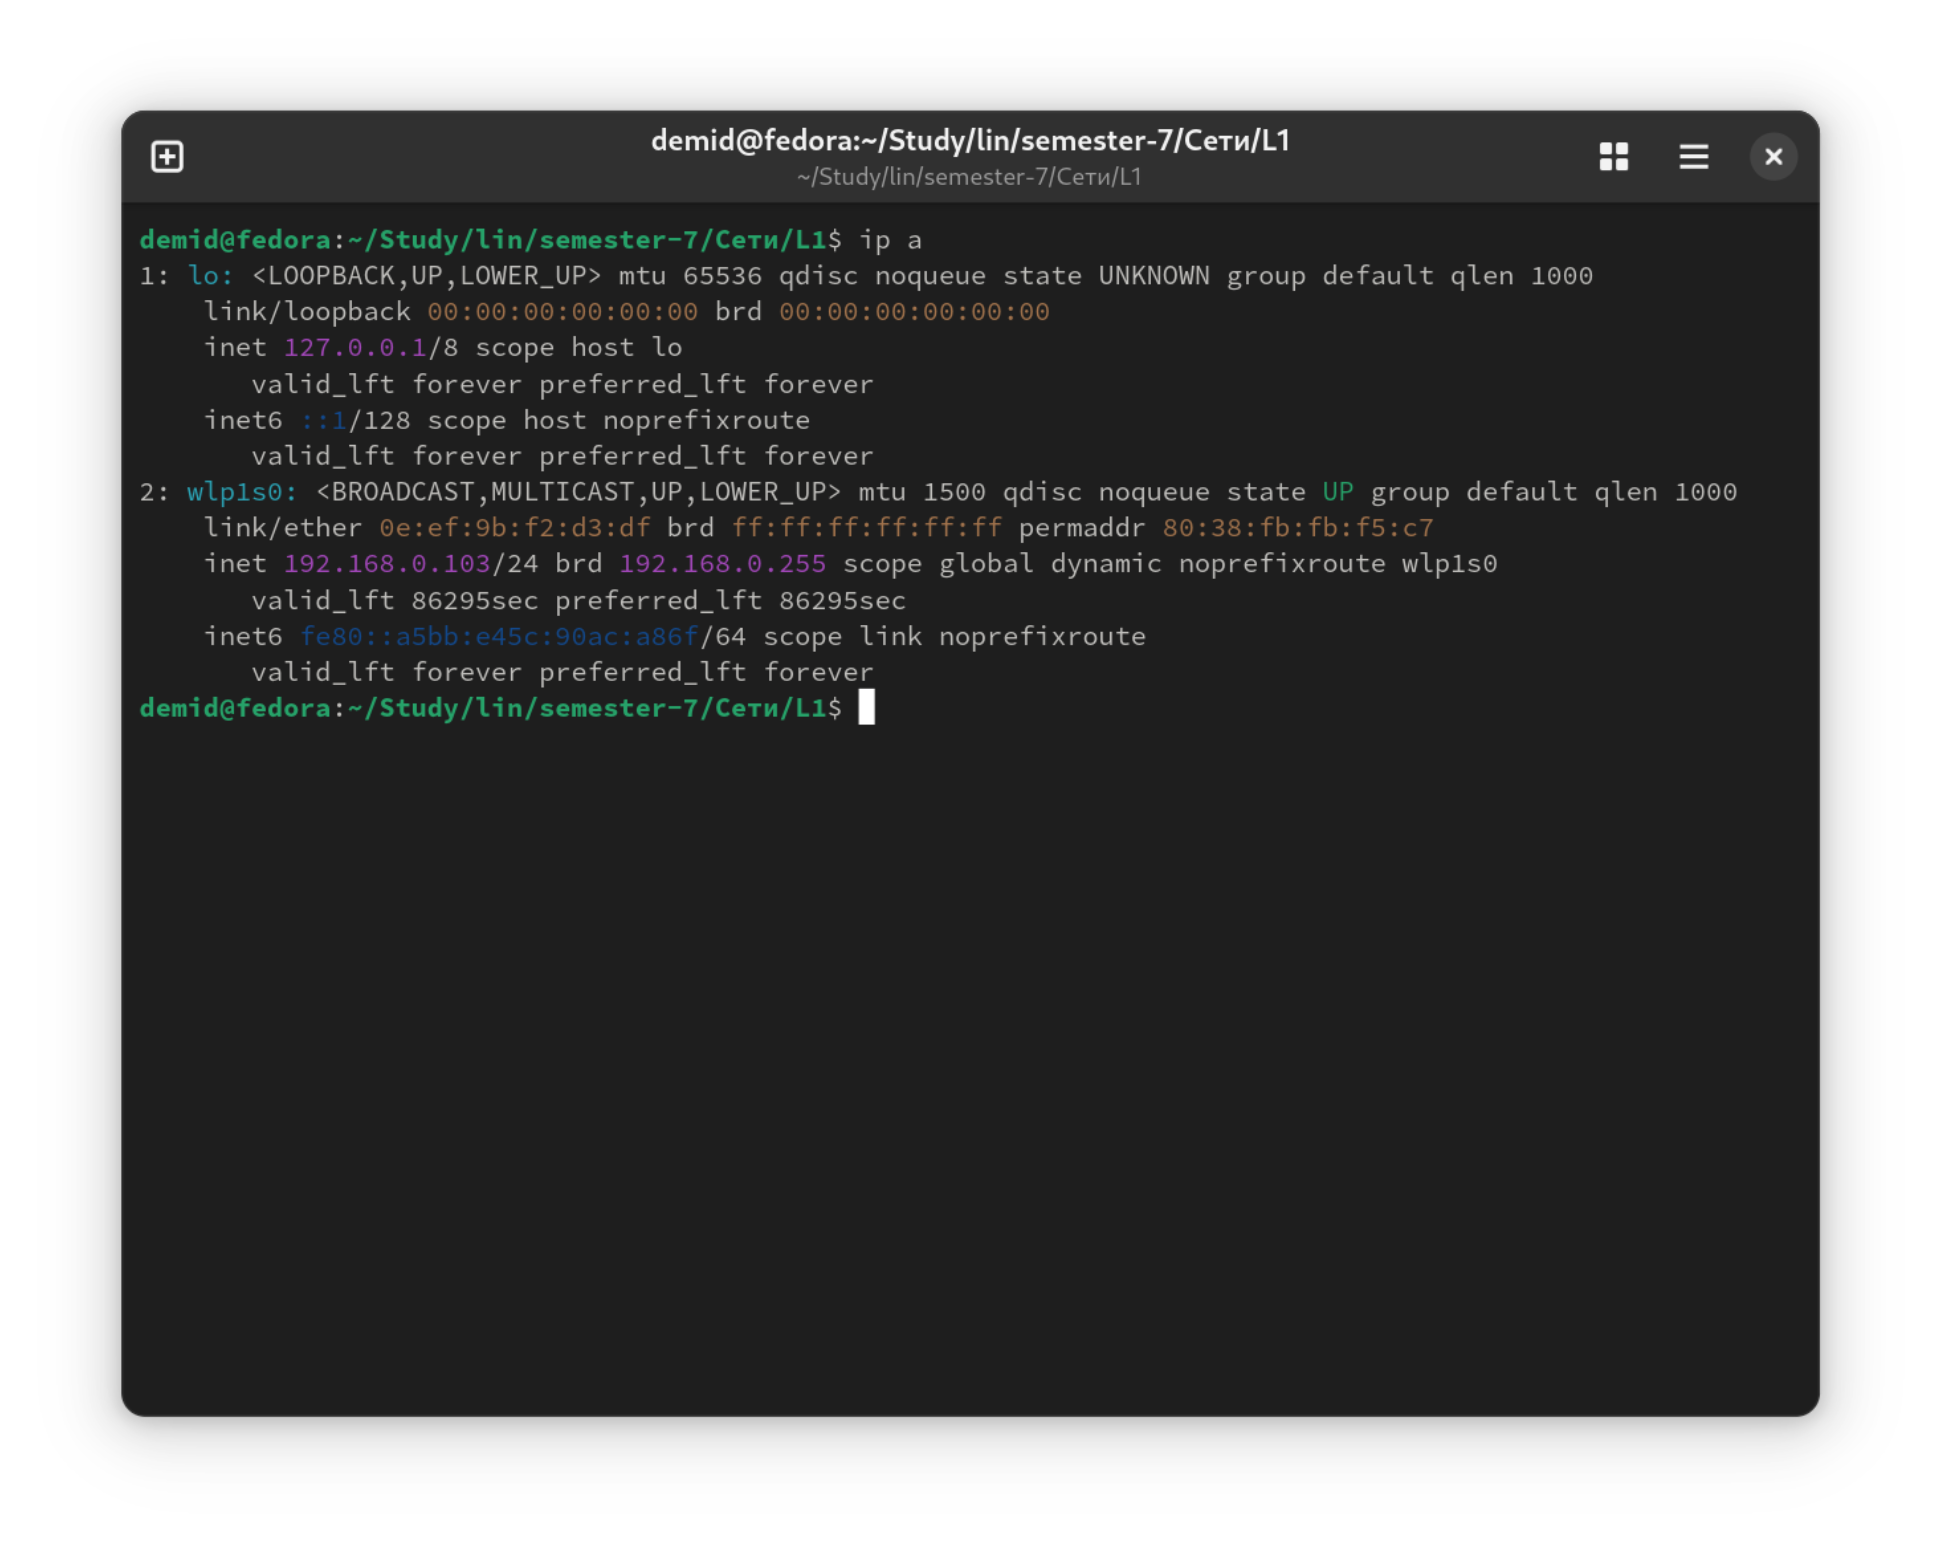 demid@fedora:~/Study/lin/semester-7/Сети/L1
~/Study/lin/semester-7/Сети/L1
demid@fedora:~/Study/lin/semester-7/Сети/L1$ ip a
1: lo: <LOOPBACK,UP,LOWER_UP> mtu 65536 qdisc noqueue state UNKNOWN group default qlen 1000
    link/loopback 00:00:00:00:00:00 brd 00:00:00:00:00:00
    inet 127.0.0.1/8 scope host lo
       valid_lft forever preferred_lft forever
    inet6 ::1/128 scope host noprefixroute
       valid_lft forever preferred_lft forever
2: wlp1s0: <BROADCAST,MULTICAST,UP,LOWER_UP> mtu 1500 qdisc noqueue state UP group default qlen 1000
    link/ether 0e:ef:9b:f2:d3:df brd ff:ff:ff:ff:ff:ff permaddr 80:38:fb:fb:f5:c7
    inet 192.168.0.103/24 brd 192.168.0.255 scope global dynamic noprefixroute wlp1s0
       valid_lft 86295sec preferred_lft 86295sec
    inet6 fe80::a5bb:e45c:90ac:a86f/64 scope link noprefixroute
       valid_lft forever preferred_lft forever
demid@fedora:~/Study/lin/semester-7/Сети/L1$